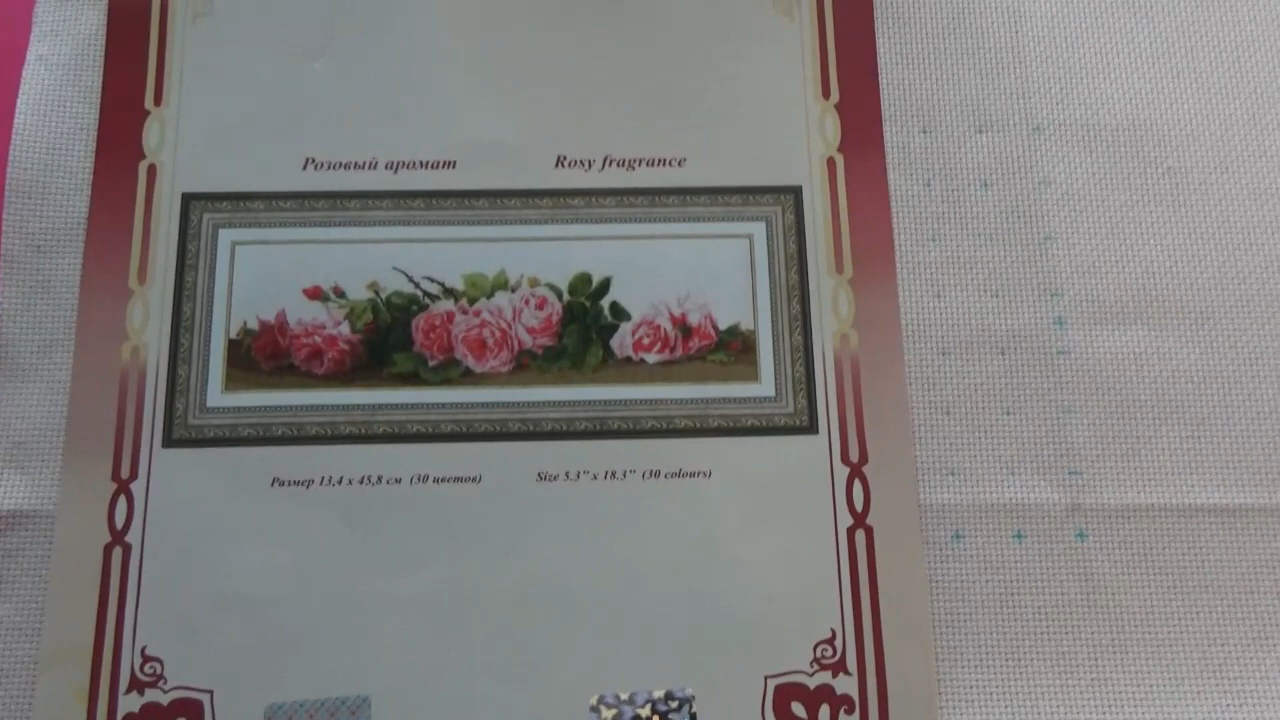 Розовый аромат
Rosy fragrance
Размер 13,4 х 45,8 см (30 цветов)
Size 5.3" x 18.3" (30 colours)